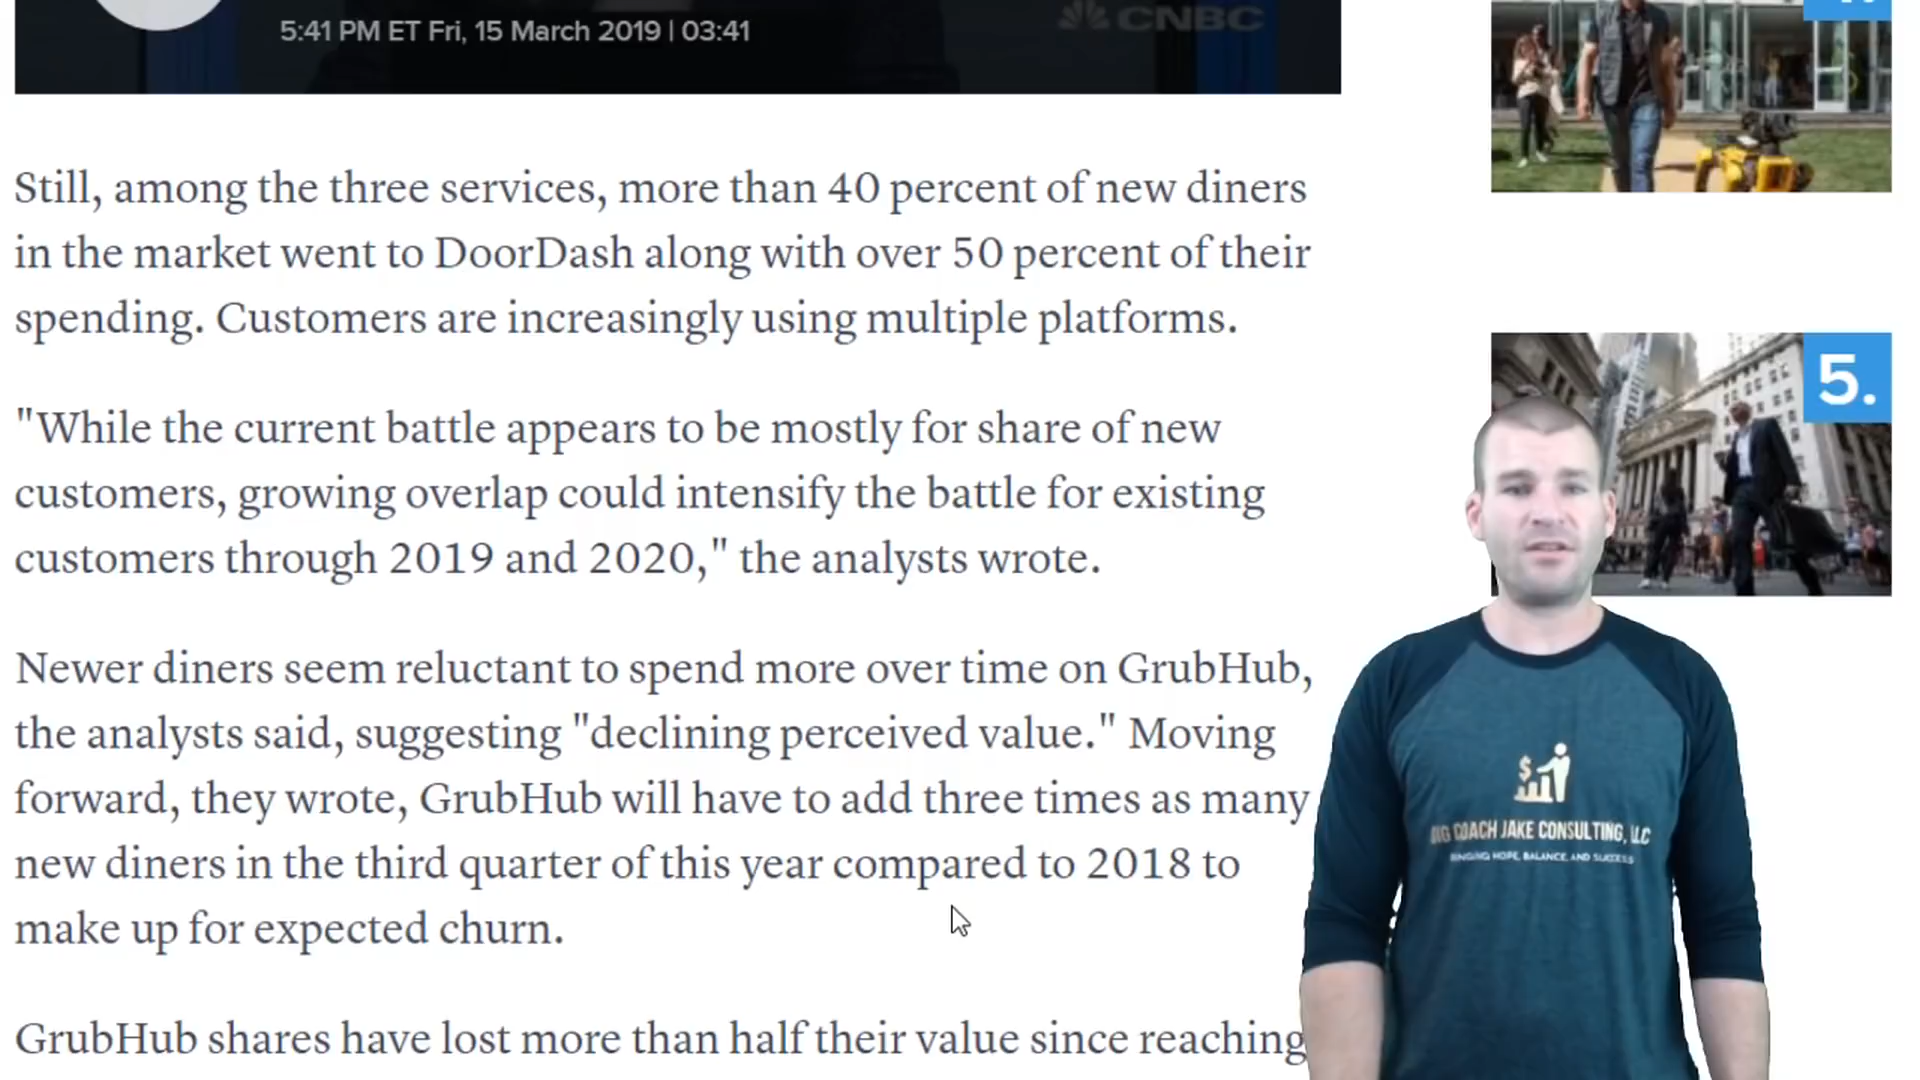 5:41 PM ET Fri, 15 March 2019 | 03:41
CNBC
Still, among the three services, more than 40 percent of new diners
in the market went to DoorDash along with over 50 percent of their
spending. Customers are increasingly using multiple platforms.
"While the current battle appears to be mostly for share of new
customers, growing overlap could intensify the battle for existing
customers through 2019 and 2020," the analysts wrote.
Newer diners seem reluctant to spend more over time on GrubHub,
the analysts said, suggesting "declining perceived value." Moving
forward, they wrote, GrubHub will have to add three times as many
new diners in the third quarter of this year compared to 2018 to
make up for expected churn.
GrubHub shares have lost more than half their value since reaching
5.
$
COACH JAKE CONSULTING, LLC
HOPE, BALANCE, AND SUCCESS